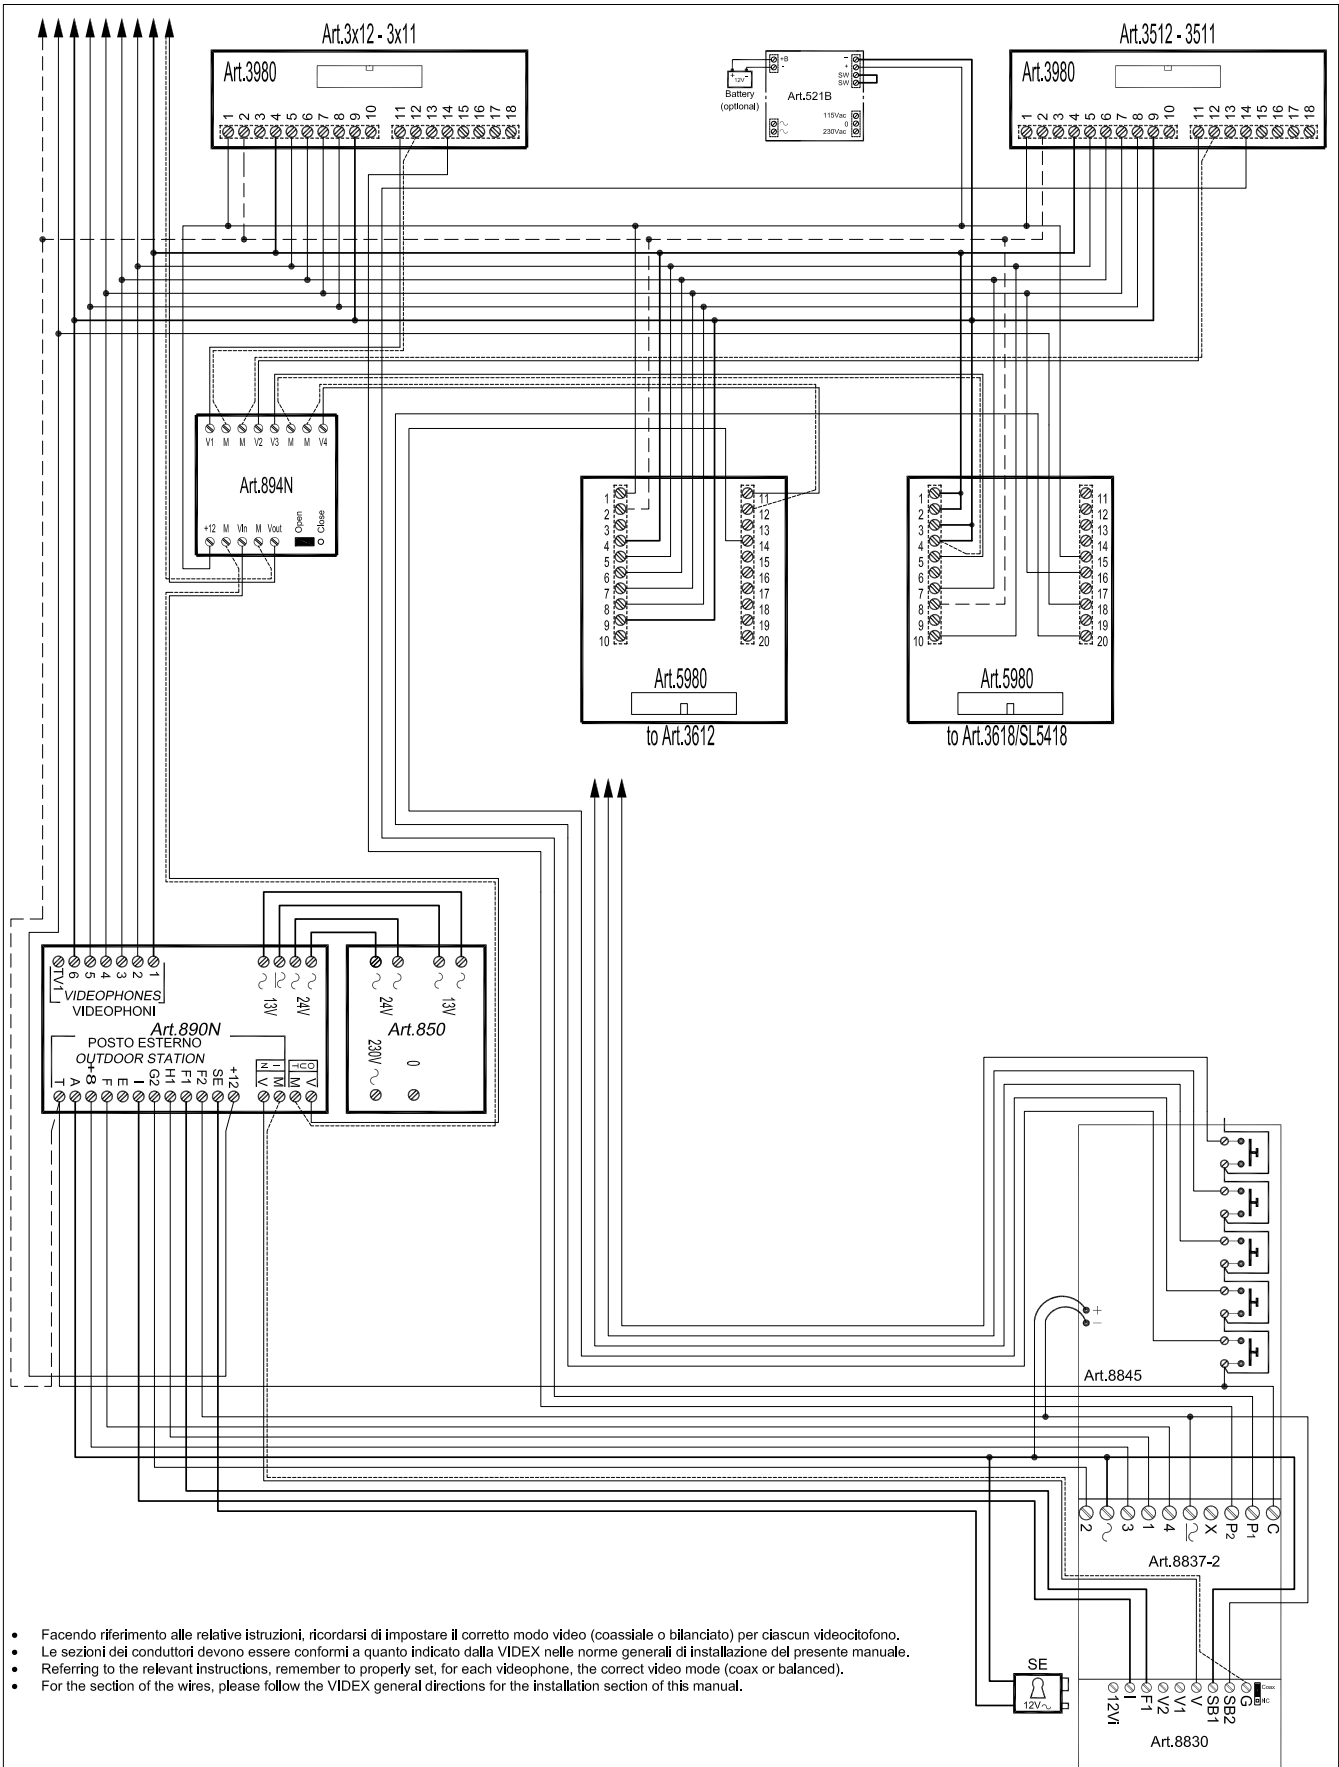 Art.3x12 - 3x11
Art.3980
1 2 3 4 5 6 7 8 9 10 11 12 13 14 15 16 17 18
+B
-
12V
Battery
(optional)
Art.521B
-
+
SW
SW
115Vac
0
230Vac
Art.3512 - 3511
Art.3980
1 2 3 4 5 6 7 8 9 10 11 12 13 14 15 16 17 18
V1 M M V2 V3 M M V4
Art.894N
+12 M VIn M Vout
Open
Close
1 2 3 4 5 6 7 8 9 10
11 12 13 14 15 16 17 18 19 20
Art.5980
to Art.3612
1 2 3 4 5 6 7 8 9 10
11 12 13 14 15 16 17 18 19 20
Art.5980
to Art.3618/SL5418
TV1 6 5 4 3 2 1
VIDEOPHONES
VIDEOPHONI
13V
24V
Art.890N
POSTO ESTERNO
OUTDOOR STATION
T A +8 F E I G2 H1 F1 F2 SE +12
IN
V M
OUT
M V
24V
13V
Art.850
230V
0
+
-
Art.8845
2 ~ 3 1 4 X P2 P1 C
Art.8837-2
SE
12V~
12Vi I F1 V2 V1 V SB1 SB2 G
Coax
NC
Art.8830
• Facendo riferimento alle relative istruzioni, ricordarsi di impostare il corretto modo video (coassiale o bilanciato) per ciascun videocitofono.
• Le sezioni dei conduttori devono essere conformi a quanto indicato dalla VIDEX nelle norme generali di installazione del presente manuale.
• Referring to the relevant instructions, remember to properly set, for each videophone, the correct video mode (coax or balanced).
• For the section of the wires, please follow the VIDEX general directions for the installation section of this manual.